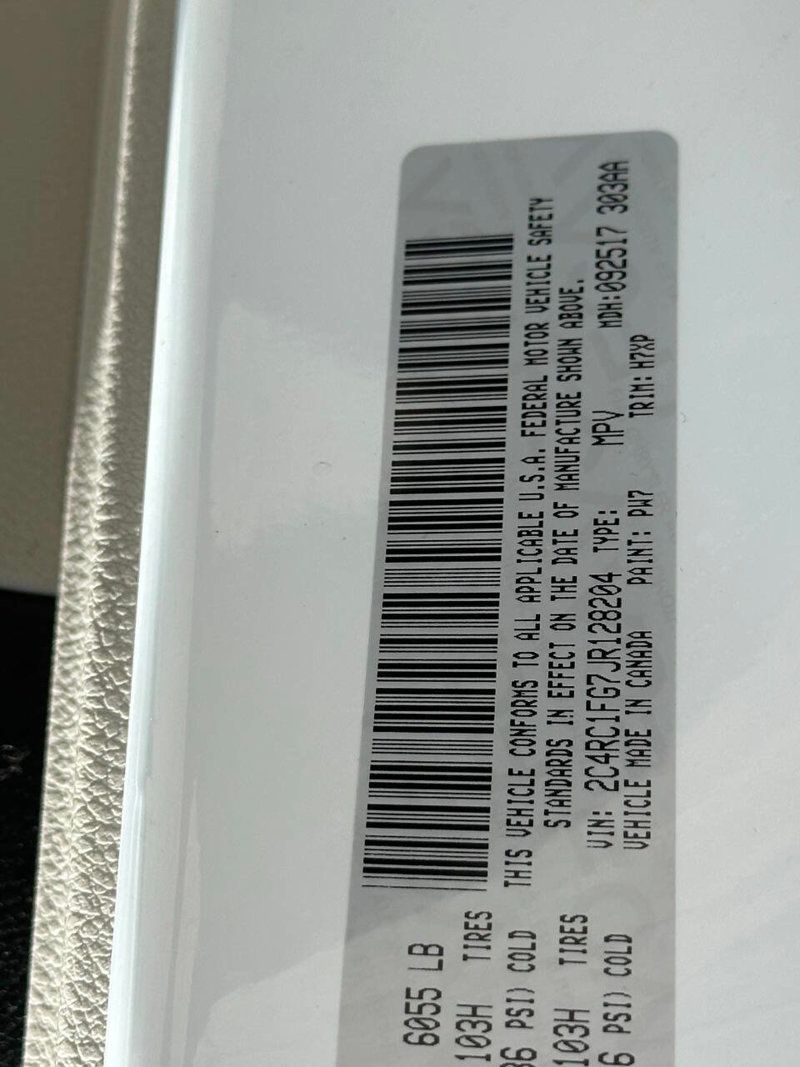 6055 LB
103H TIRES
36 PSI) COLD
103H TIRES
6 PSI) COLD
THIS VEHICLE CONFORMS TO ALL APPLICABLE U.S.A. FEDERAL MOTOR VEHICLE SAFETY
STANDARDS IN EFFECT ON THE DATE OF MANUFACTURE SHOWN ABOVE.
VIN: 2C4RC1FG7JR128204 TYPE: MPV MDH:092517 303AA
VEHICLE MADE IN CANADA PAINT: PW7 TRIM: H7XP